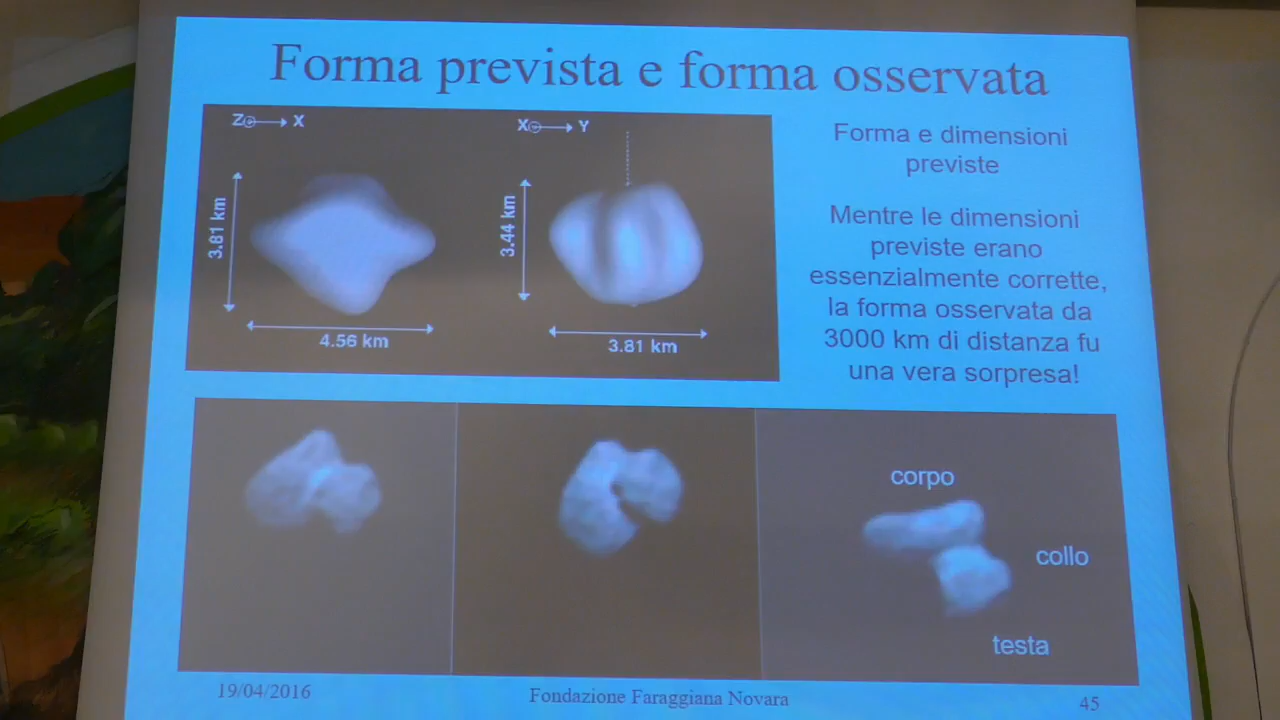 Forma prevista e forma osservata
Z → X
X → Y
3.81 km
4.56 km
3.44 km
3.81 km
Forma e dimensioni
previste
Mentre le dimensioni
previste erano
essenzialmente corrette,
la forma osservata da
3000 km di distanza fu
una vera sorpresa!
corpo
collo
testa
19/04/2016
Fondazione Faraggiana Novara
45